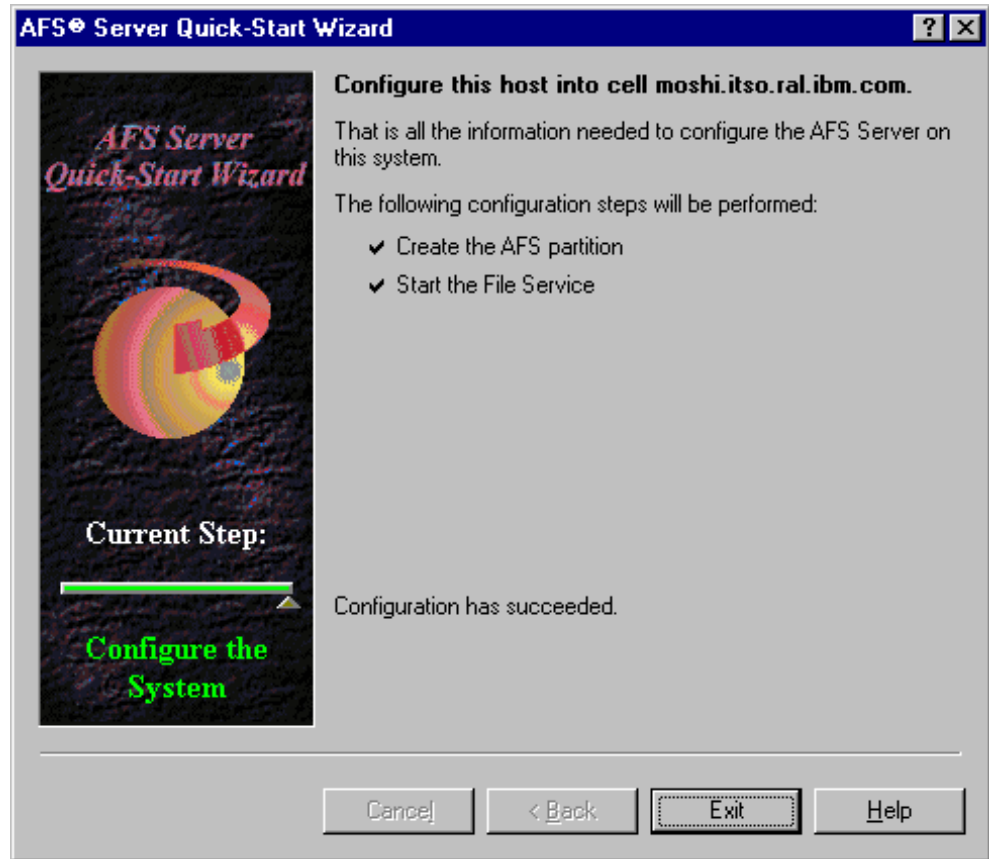 AFS® Server Quick-Start Wizard
AFS Server
Quick-Start Wizard
Current Step:
Configure the
System
Configure this host into cell moshi.itso.ral.ibm.com.
That is all the information needed to configure the AFS Server on
this system.
The following configuration steps will be performed:
✔ Create the AFS partition
✔ Start the File Service
Configuration has succeeded.
Cancel
< Back
Exit
Help